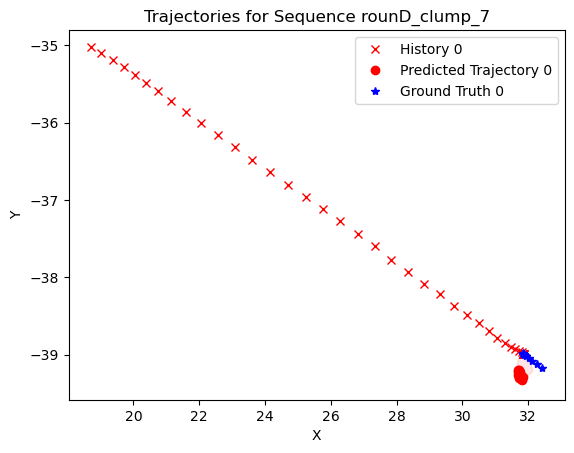 Trajectories for Sequence rounD_clump_7
History 0
Predicted Trajectory 0
Ground Truth 0
−35
−36
−37
−38
−39
Y
20
22
24
26
28
30
32
X